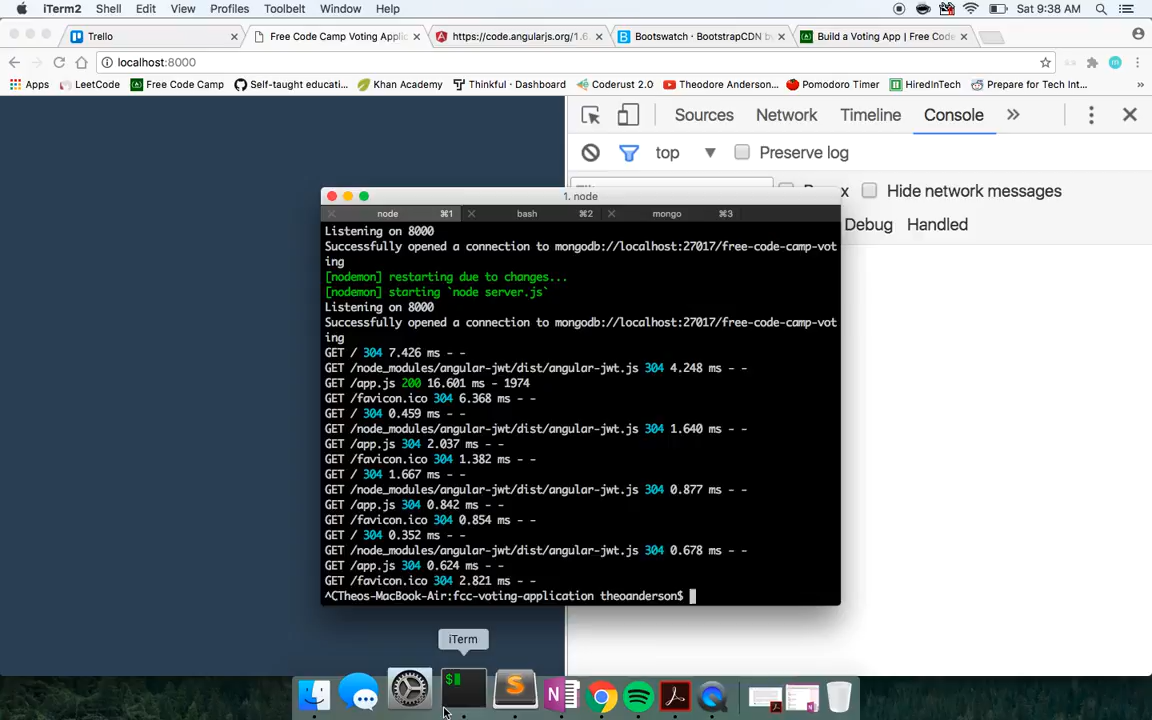 iTerm2 Shell Edit View Profiles Toolbelt Window Help Sat 9:38 AM
Trello
Free Code Camp Voting Applic
https://code.angularjs.org/1.6.
Bootswatch · BootstrapCDN by
Build a Voting App | Free Code
localhost:8000
Apps LeetCode Free Code Camp Self-taught educati... Khan Academy Thinkful · Dashboard Coderust 2.0 Theodore Anderson... Pomodoro Timer HiredInTech Prepare for Tech Int... »
Sources Network Timeline Console »
top ▼ Preserve log
x Hide network messages
Debug Handled
1. node
node ⌘1 bash ⌘2 mongo ⌘3
Listening on 8000
Successfully opened a connection to mongodb://localhost:27017/free-code-camp-vot
ing
[nodemon] restarting due to changes...
[nodemon] starting `node server.js`
Listening on 8000
Successfully opened a connection to mongodb://localhost:27017/free-code-camp-vot
ing
GET / 304 7.426 ms - -
GET /node_modules/angular-jwt/dist/angular-jwt.js 304 4.248 ms - -
GET /app.js 200 16.601 ms - 1974
GET /favicon.ico 304 6.368 ms - -
GET / 304 0.459 ms - -
GET /node_modules/angular-jwt/dist/angular-jwt.js 304 1.640 ms - -
GET /app.js 304 2.037 ms - -
GET /favicon.ico 304 1.382 ms - -
GET / 304 1.667 ms - -
GET /node_modules/angular-jwt/dist/angular-jwt.js 304 0.877 ms - -
GET /app.js 304 0.842 ms - -
GET /favicon.ico 304 0.854 ms - -
GET / 304 0.352 ms - -
GET /node_modules/angular-jwt/dist/angular-jwt.js 304 0.678 ms - -
GET /app.js 304 0.624 ms - -
GET /favicon.ico 304 2.821 ms - -
^CTheos-MacBook-Air:fcc-voting-application theoanderson$
iTerm